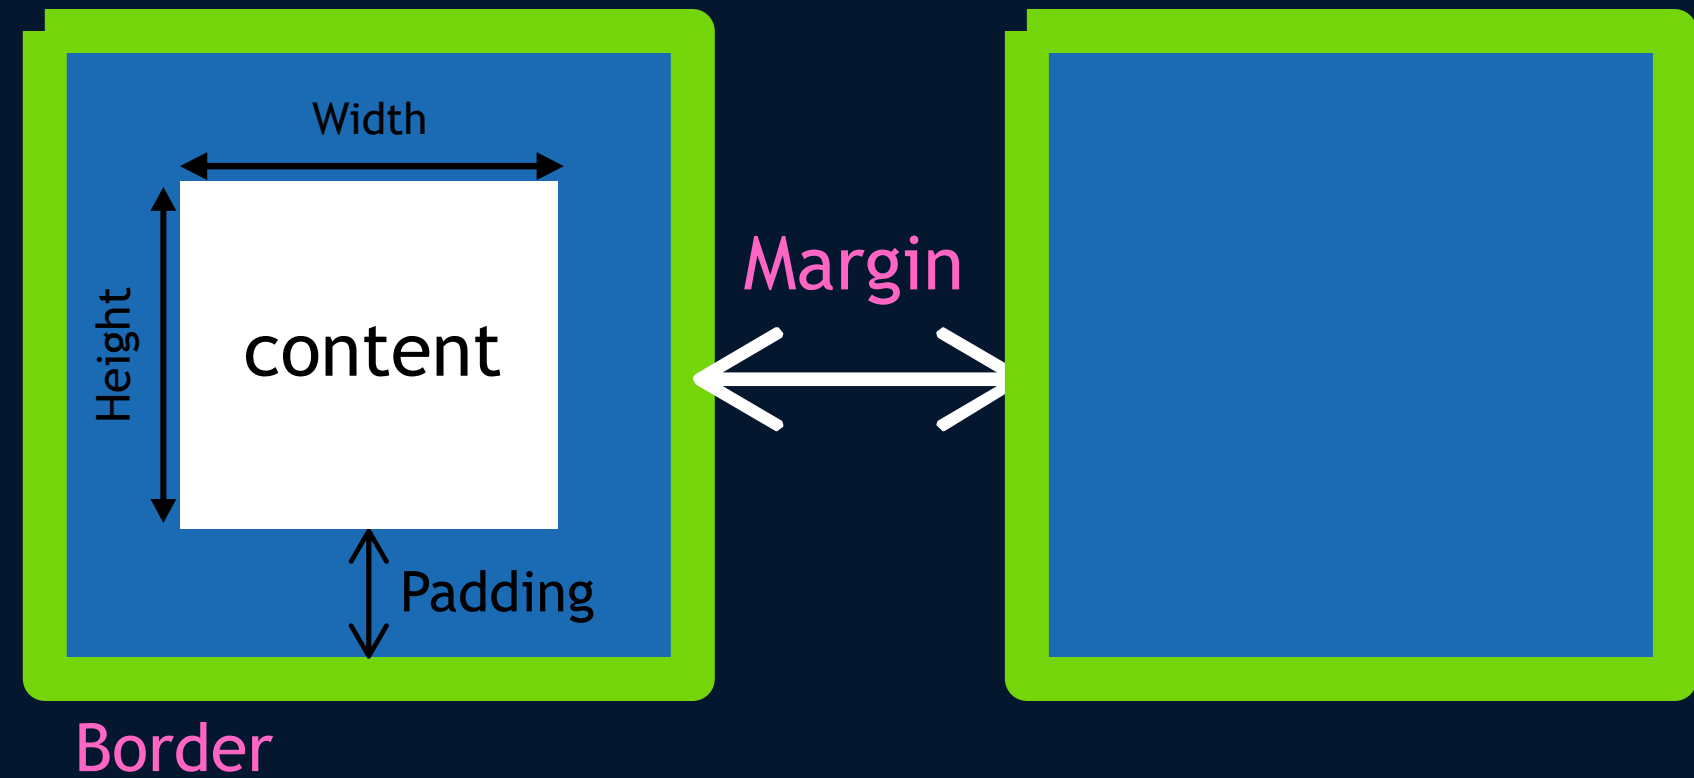 Width
Margin
Height
content
Padding
Border